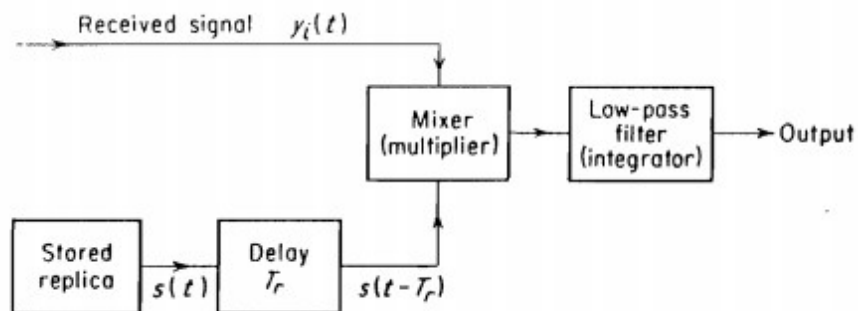 Received signal y_i(t)
Mixer
(multiplier)
Low-pass
filter
(integrator)
Output
Stored
replica
s(t)
Delay
T_r
s(t-T_r)